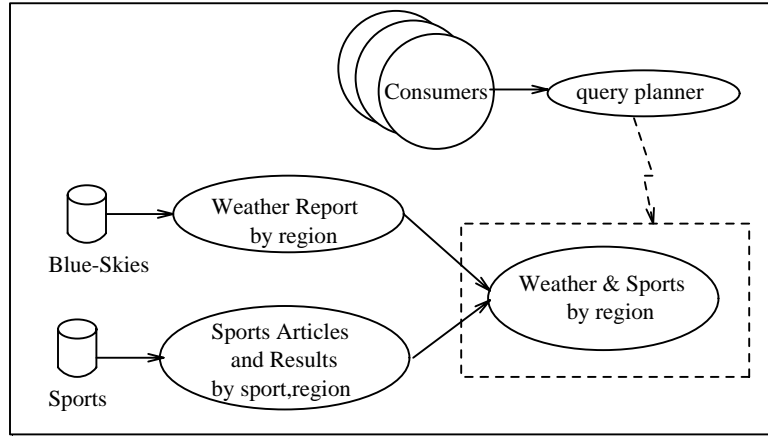 Consumers
query planner
Weather Report
by region
Blue-Skies
Weather & Sports
by region
Sports Articles
and Results
by sport,region
Sports